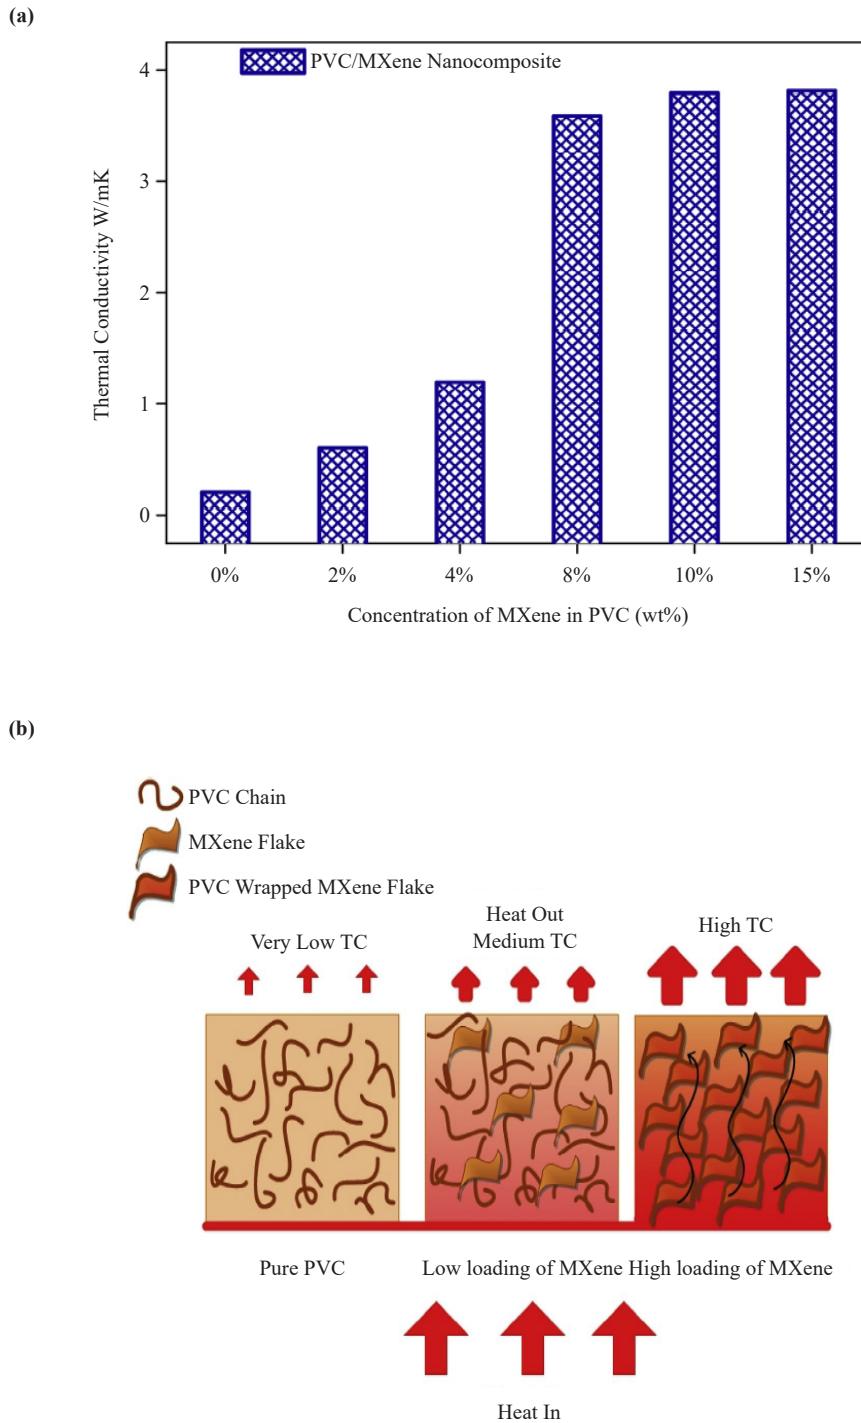 (a)
PVC/MXene Nanocomposite
4
3
2
1
0
Thermal Conductivity W/mK
0% 2% 4% 8% 10% 15%
Concentration of MXene in PVC (wt%)
(b)
PVC Chain
MXene Flake
PVC Wrapped MXene Flake
Very Low TC
Heat Out
Medium TC
High TC
Pure PVC
Low loading of MXene
High loading of MXene
Heat In